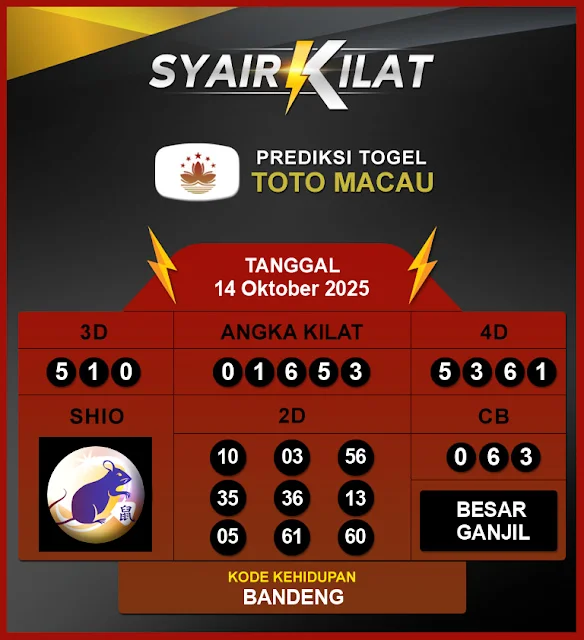 SYAIR KILAT
PREDIKSI TOGEL
TOTO MACAU
TANGGAL
14 Oktober 2025
3D
ANGKA KILAT
4D
5 1 0
0 1 6 5 3
5 3 6 1
SHIO
2D
CB
10 03 56
0 6 3
35 36 13
05 61 60
鼠
BESAR
GANJIL
KODE KEHIDUPAN
BANDENG